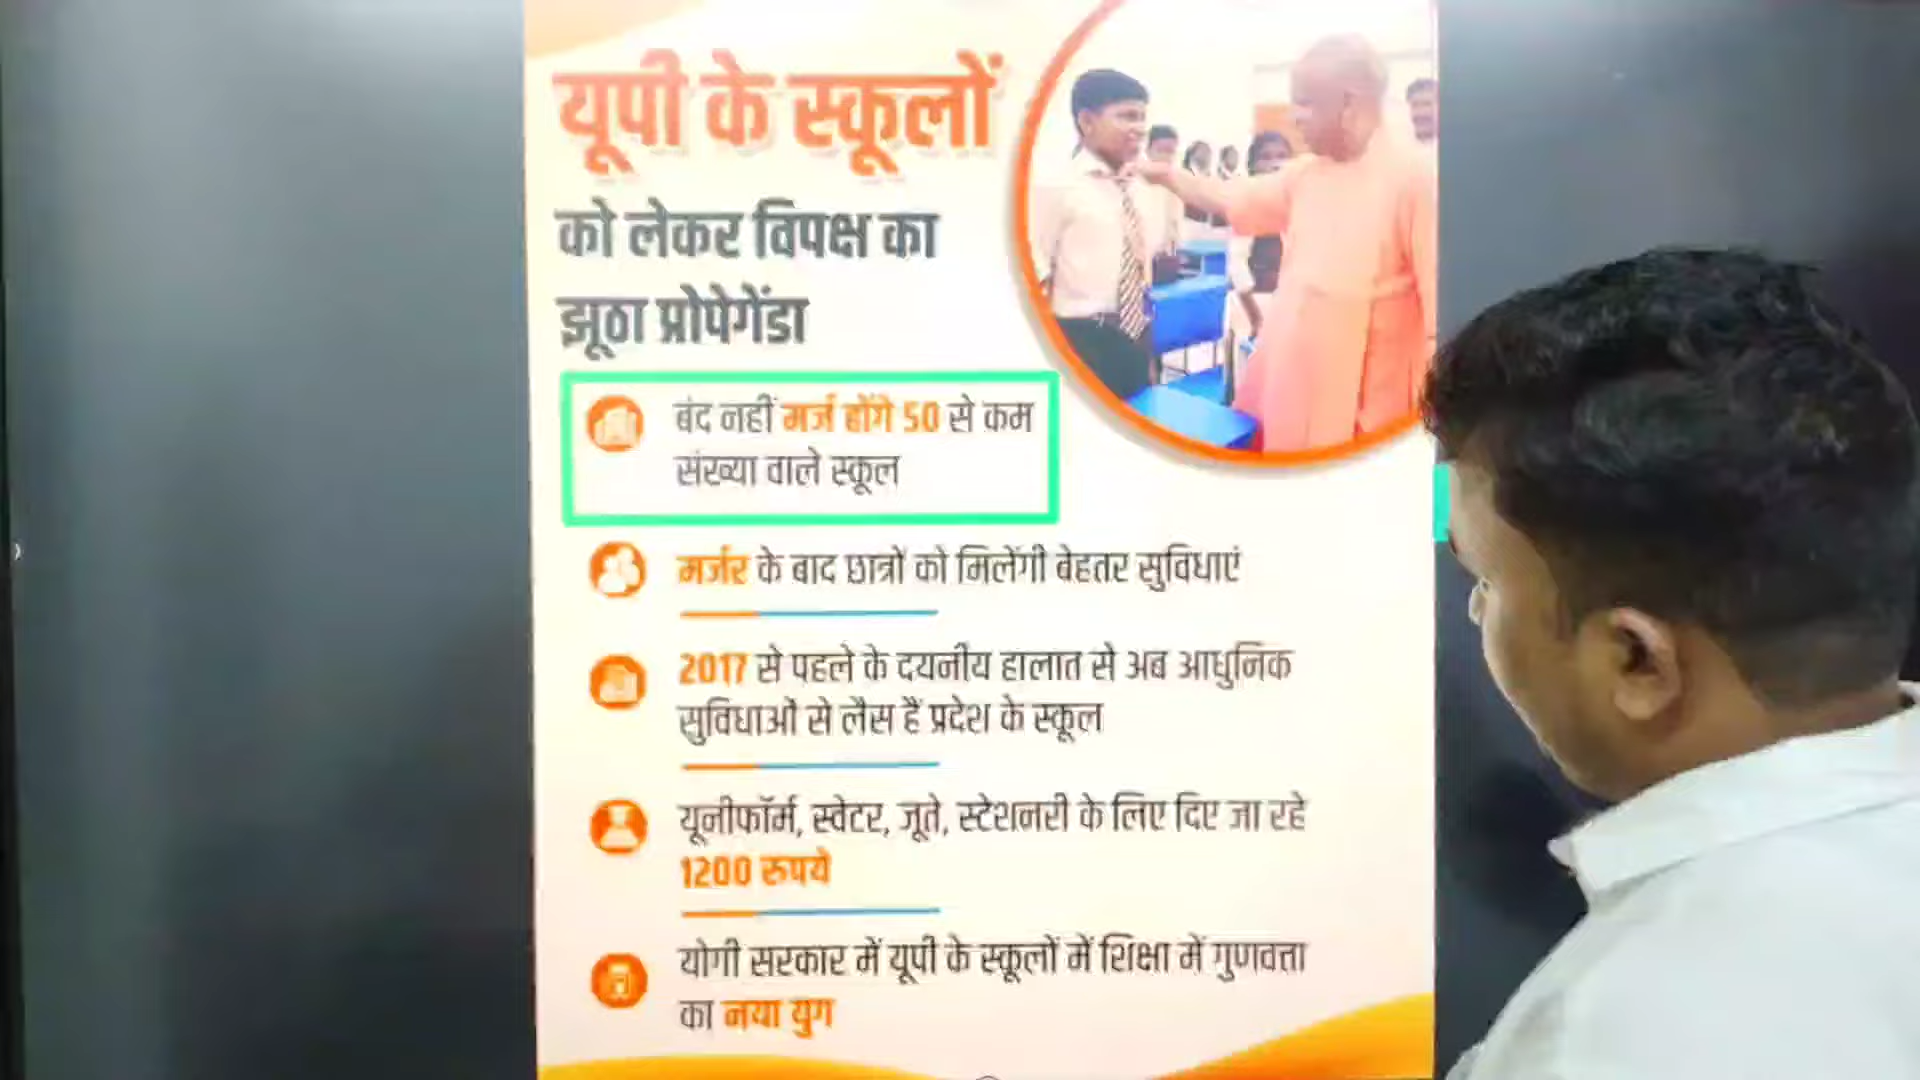 यूपी के स्कूलों
को लेकर विपक्ष का
झूठा प्रोपेगेंडा
बंद नहीं मर्ज होंगे 50 से कम
संख्या वाले स्कूल
मर्जर के बाद छात्रों को मिलेंगी बेहतर सुविधाएं
2017 से पहले के दयनीय हालात से अब आधुनिक
सुविधाओं से लैस हैं प्रदेश के स्कूल
यूनीफॉर्म, स्वेटर, जूते, स्टेशनरी के लिए दिए जा रहे
1200 रुपये
योगी सरकार में यूपी के स्कूलों में शिक्षा में गुणवत्ता
का नया युग